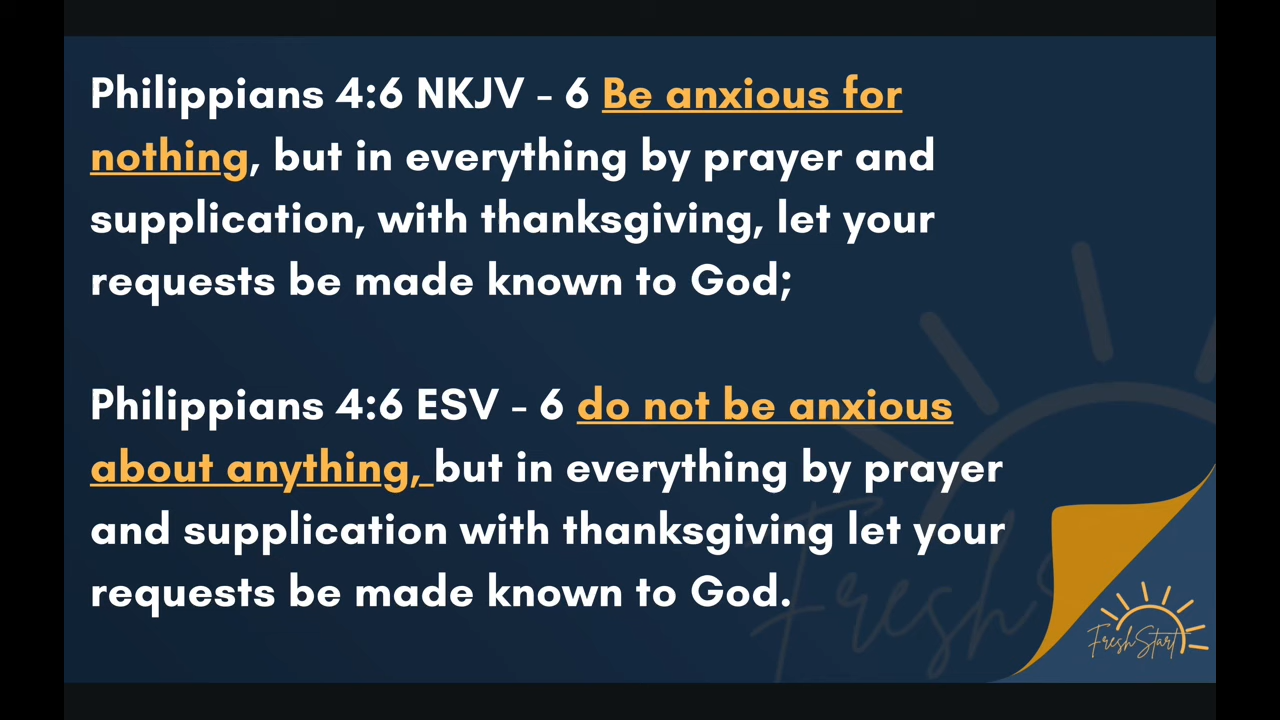 Philippians 4:6 NKJV - 6 Be anxious for
nothing, but in everything by prayer and
supplication, with thanksgiving, let your
requests be made known to God;
Philippians 4:6 ESV - 6 do not be anxious
about anything, but in everything by prayer
and supplication with thanksgiving let your
requests be made known to God.
Fresh S
Fresh Start